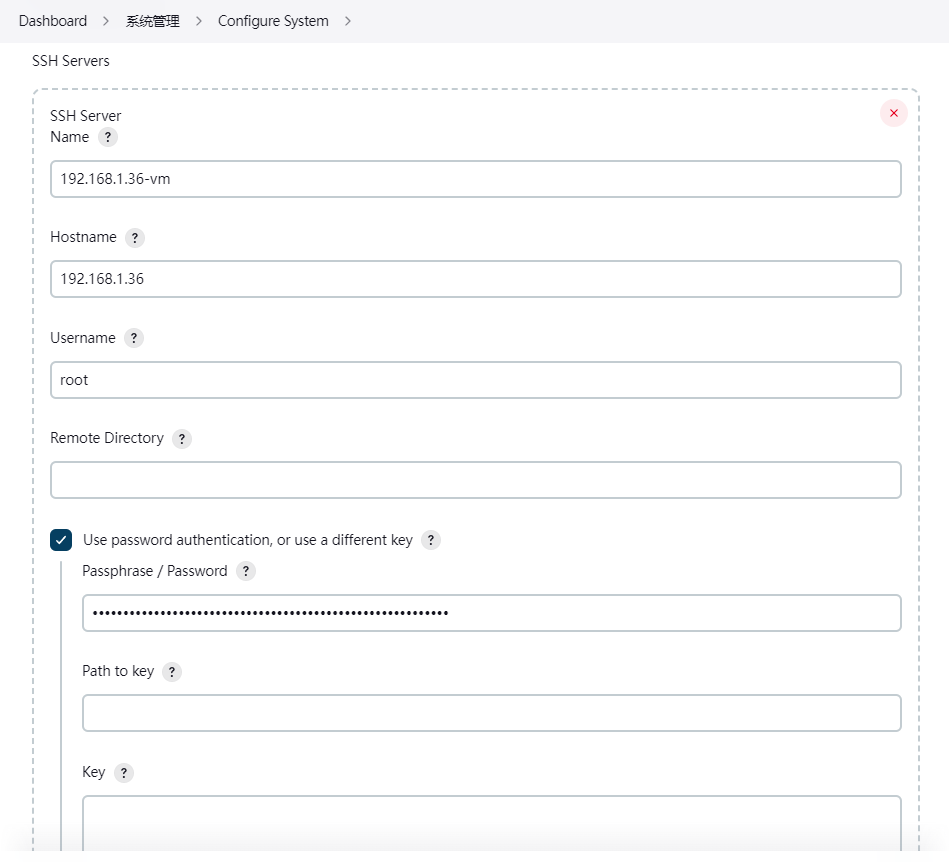 Dashboard > 系统管理 > Configure System >
SSH Servers
SSH Server
Name ?
192.168.1.36-vm
Hostname ?
192.168.1.36
Username ?
root
Remote Directory ?
Use password authentication, or use a different key ?
Passphrase / Password ?
••••••••••••••••••••••••••••••••••••••••••••••••••••••••••
Path to key ?
Key ?